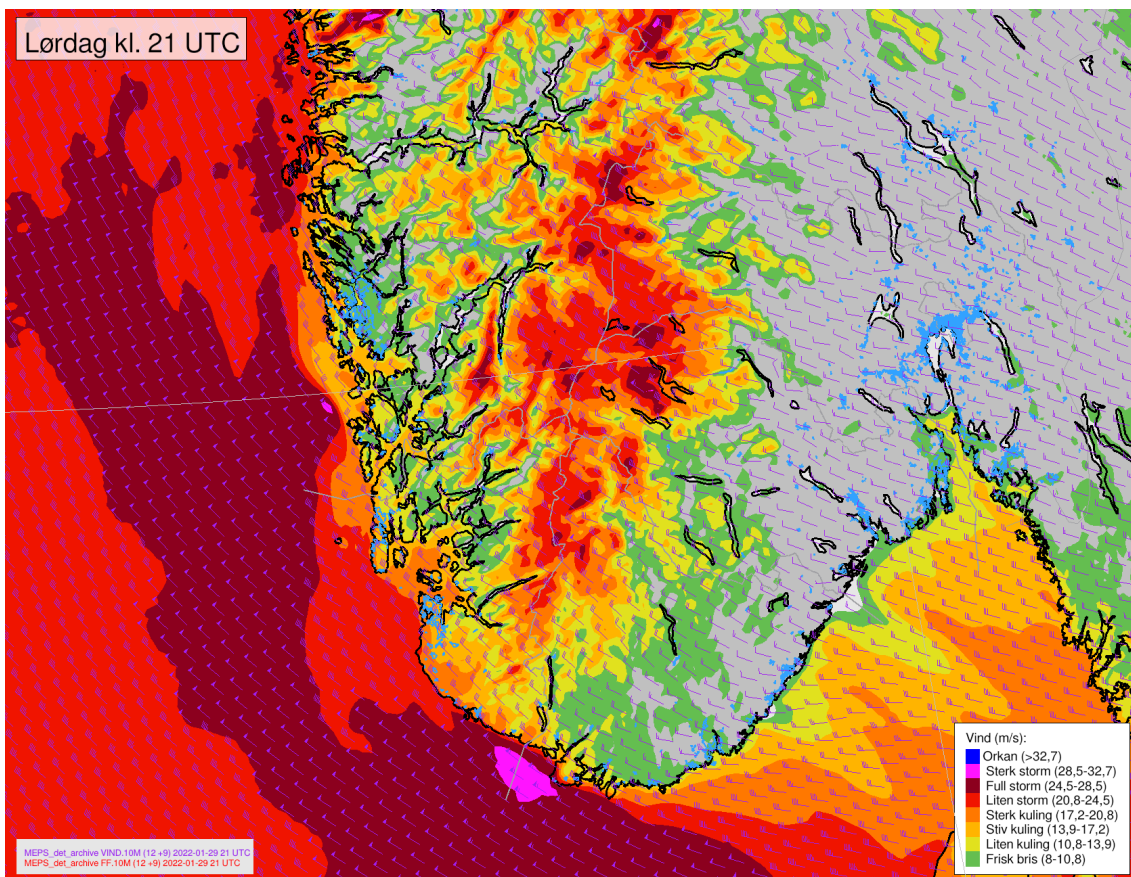 Lørdag kl. 21 UTC
Vind (m/s):
Orkan (>32,7)
Sterk storm (28,5-32,7)
Full storm (24,5-28,5)
Liten storm (20,8-24,5)
Sterk kuling (17,2-20,8)
Stiv kuling (13,9-17,2)
Liten kuling (10,8-13,9)
Frisk bris (8-10,8)
MEPS_det_archive VIND.10M (12 +9) 2022-01-29 21 UTC
MEPS_det_archive FF.10M (12 +9) 2022-01-29 21 UTC